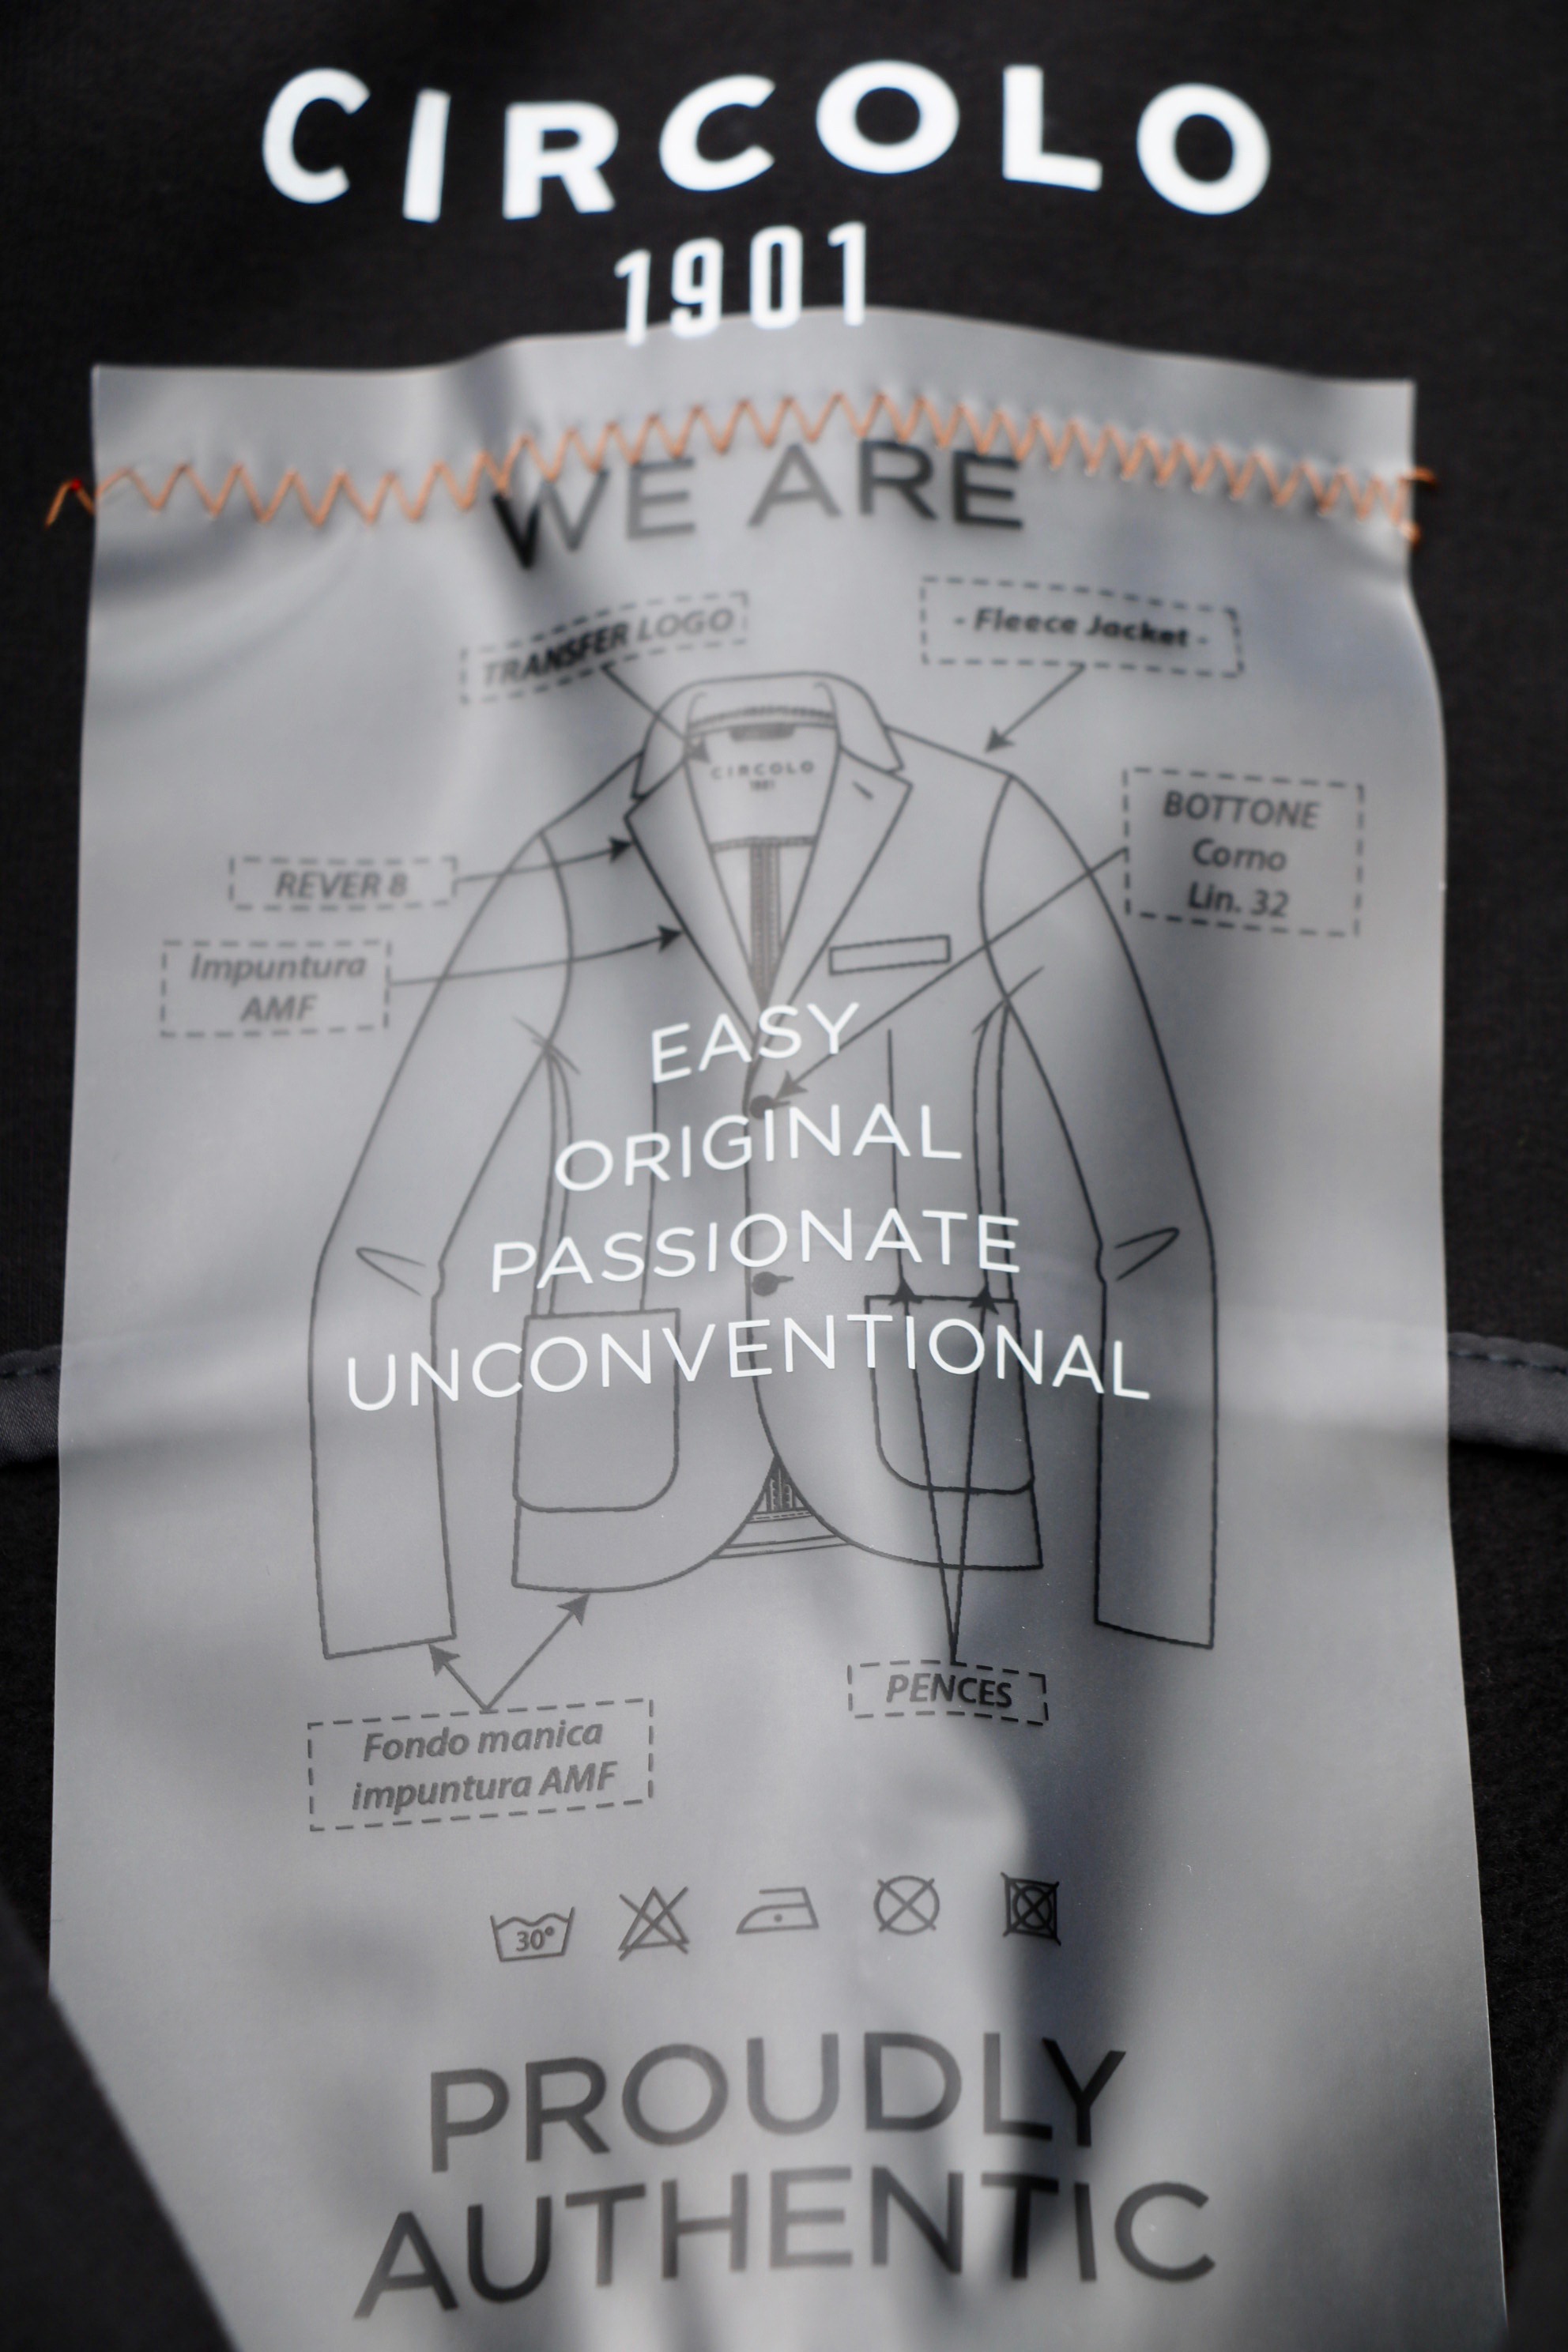 CIRCOLO
1901
WE ARE
TRANSFER LOGO
- Fleece Jacket -
CIRCOLO
1901
BOTTONE
Corno
Lin. 32
REVER 8
Impuntura
AMF
EASY
ORIGINAL
PASSIONATE
UNCONVENTIONAL
PENCES
Fondo manica
impuntura AMF
30°
PROUDLY
AUTHENTIC